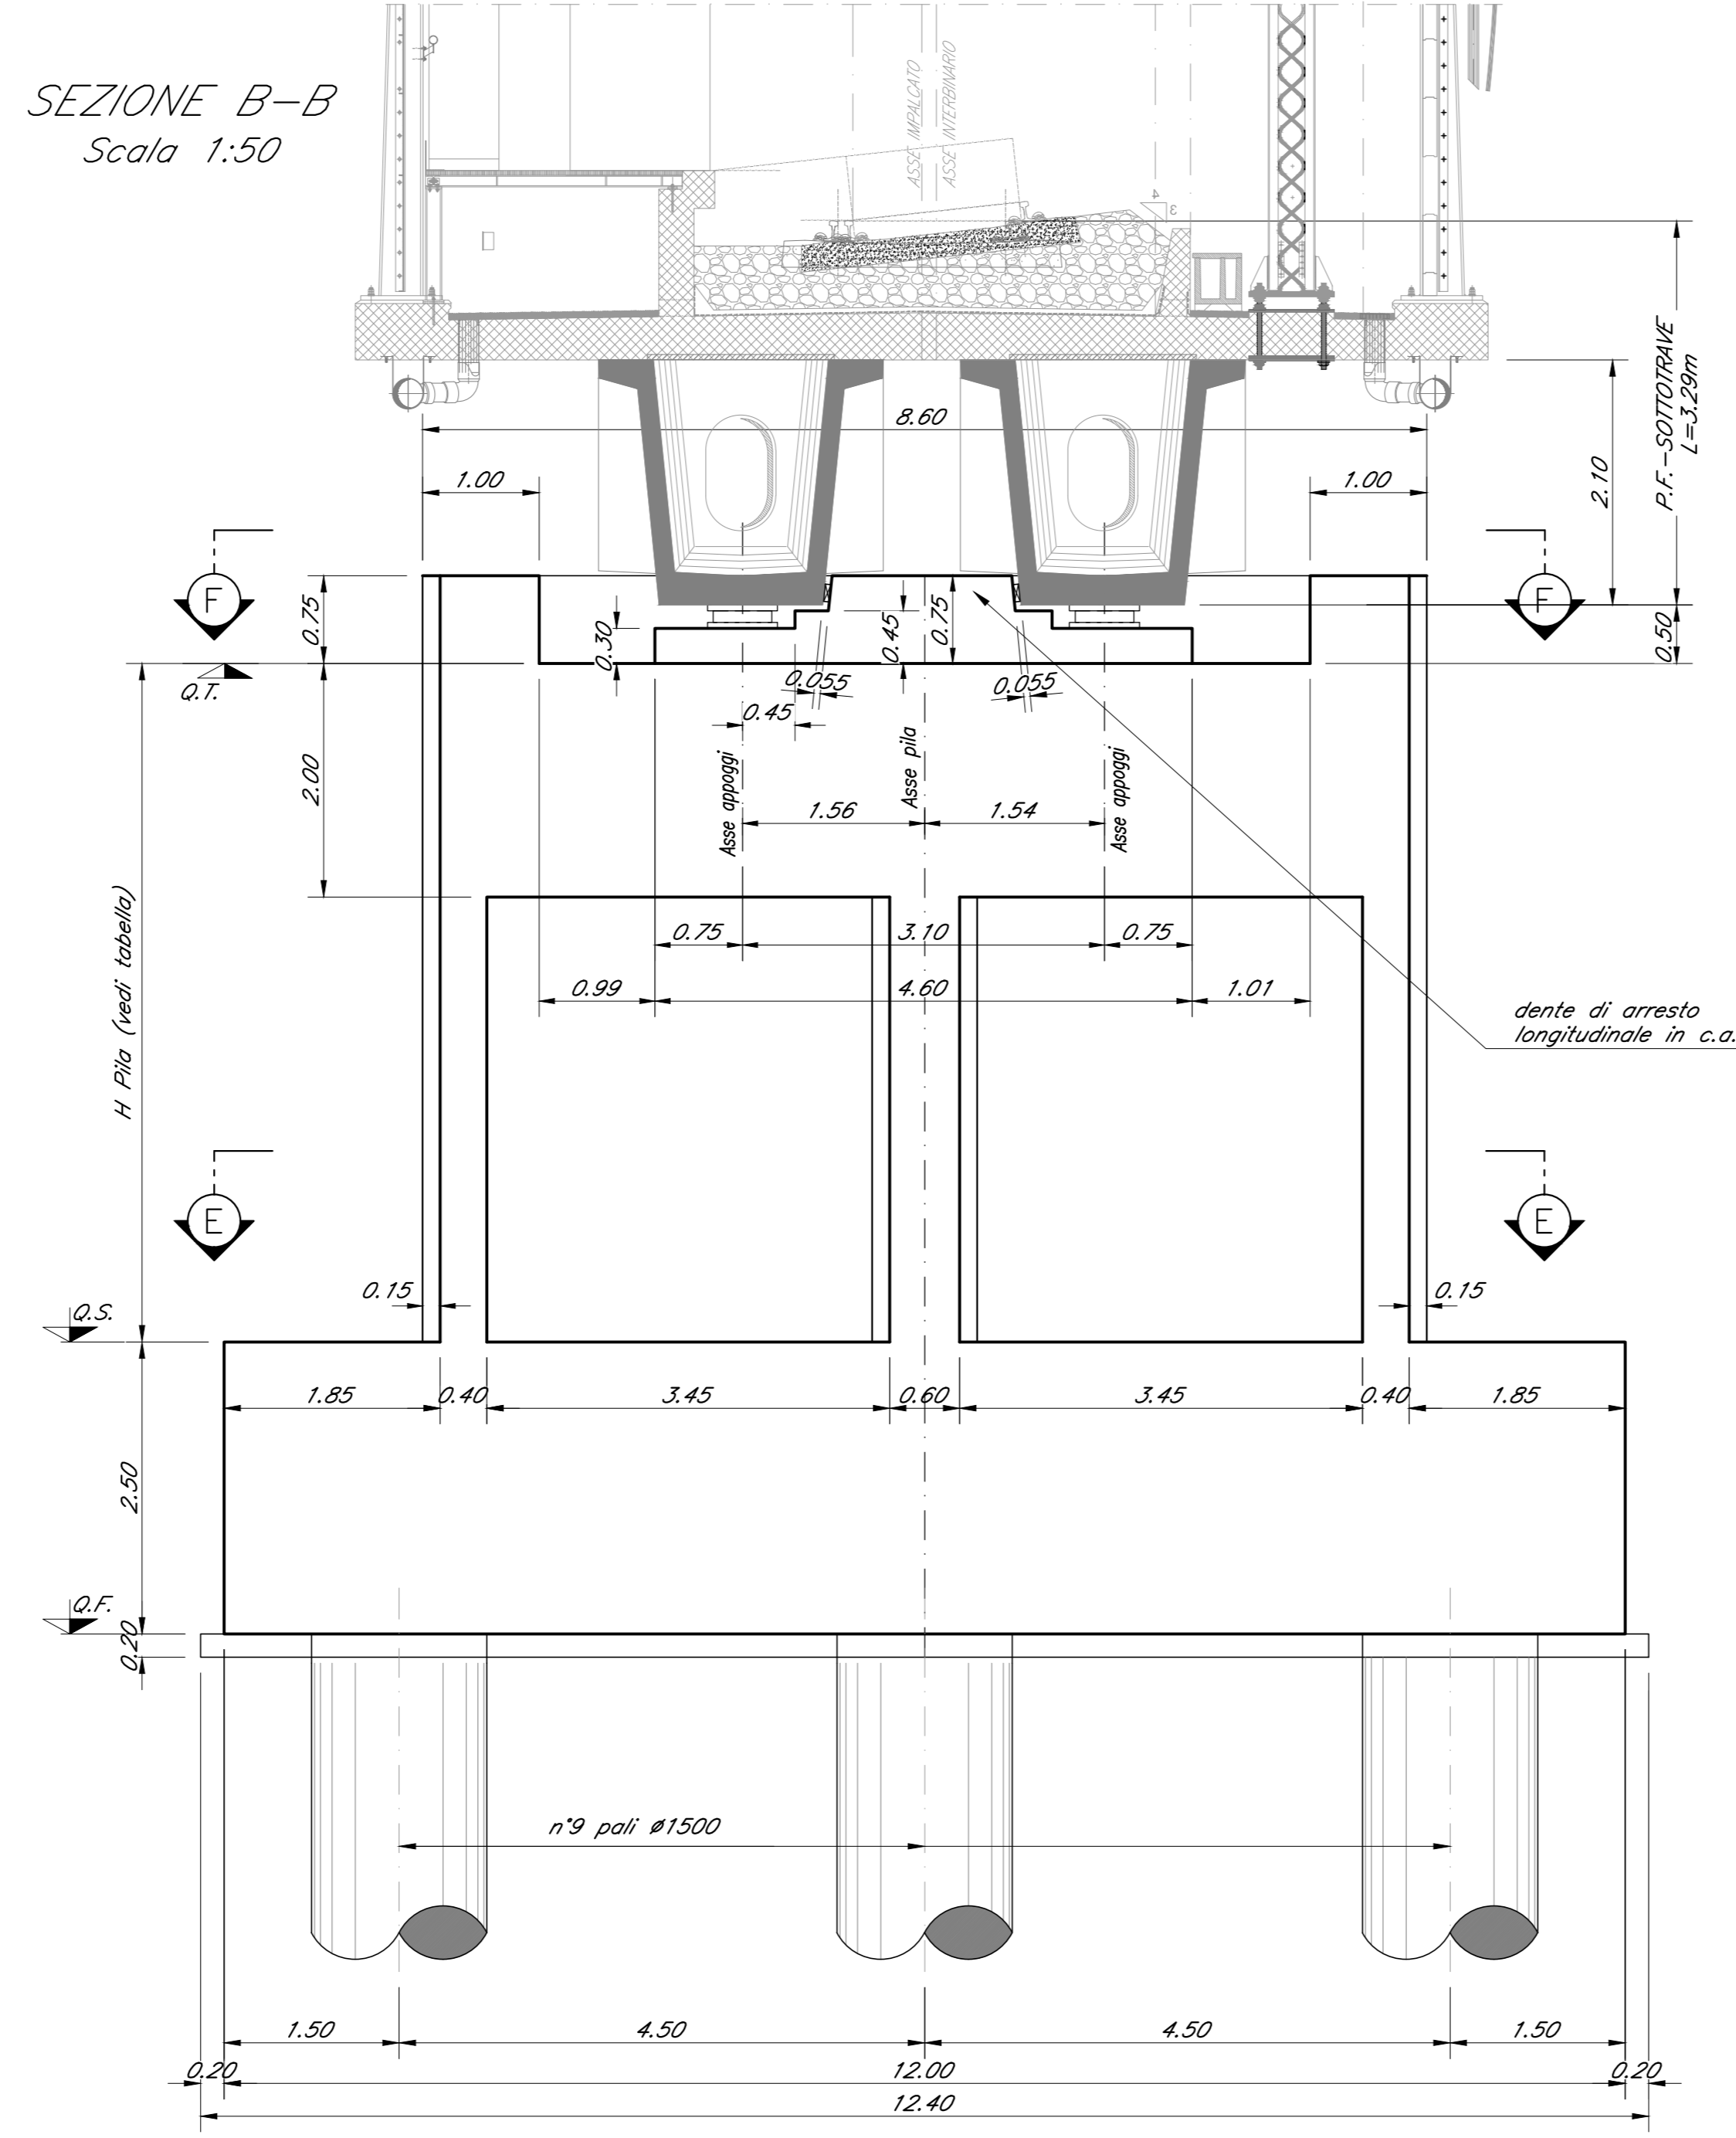 SEZIONE B-B
Scala 1:50
ASSE IMPALCATO
ASSE INTERBINARIO
4
3
P.F.-SOTTOTRAVE
L=3.29m
8.60
2.10
1.00
1.00
F
F
0.75
0.30
0.45
0.75
0.50
Q.T.
0.055
0.055
0.45
2.00
Asse appoggi
Asse pila
Asse appoggi
1.56
1.54
H Pila (vedi tabella)
0.75
3.10
0.75
0.99
4.60
1.01
dente di arresto
longitudinale in c.a.
E
E
0.15
0.15
Q.S.
1.85
0.40
3.45
0.60
3.45
0.40
1.85
2.50
Q.F.
0.20
n°9 pali ø1500
1.50
4.50
4.50
1.50
0.20
12.00
0.20
12.40